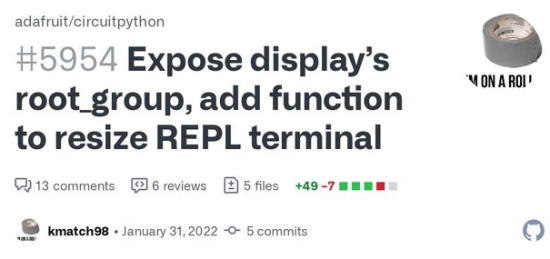 adafruit/circuitpython
#5954 Expose display's
root_group, add function
to resize REPL terminal
'M ON A ROLL
13 comments 6 reviews 5 files +49 -7
kmatch98 • January 31, 2022 5 commits